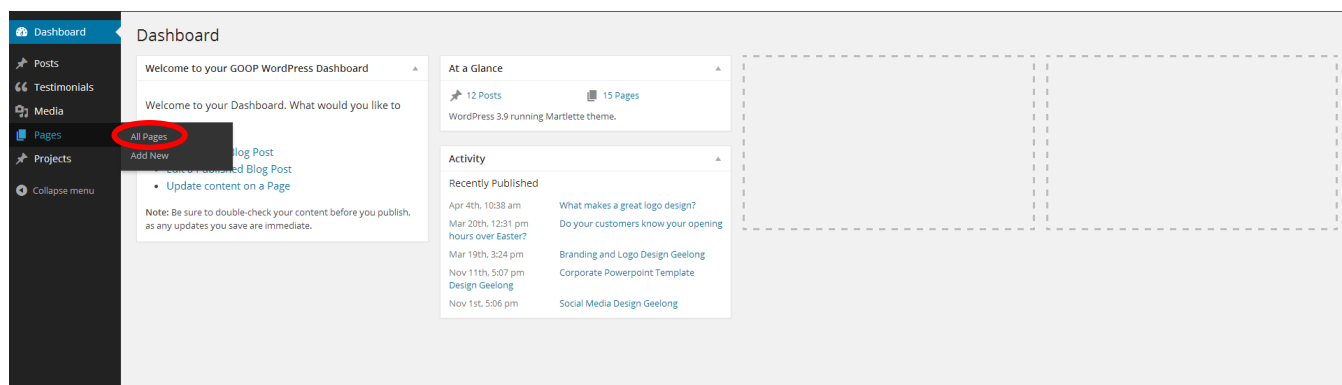 Dashboard
Posts
Testimonials
Media
Pages
Projects
Collapse menu
All Pages
Add New
Dashboard
Welcome to your GOOP WordPress Dashboard
Welcome to your Dashboard. What would you like to
Blog Post
Edit a Published Blog Post
Update content on a Page
Note: Be sure to double-check your content before you publish,
as any updates you save are immediate.
At a Glance
12 Posts 15 Pages
WordPress 3.9 running Martlette theme.
Activity
Recently Published
Apr 4th, 10:38 am What makes a great logo design?
Mar 20th, 12:31 pm Do your customers know your opening
hours over Easter?
Mar 19th, 3:24 pm Branding and Logo Design Geelong
Nov 11th, 5:07 pm Corporate Powerpoint Template
Design Geelong
Nov 1st, 5:06 pm Social Media Design Geelong